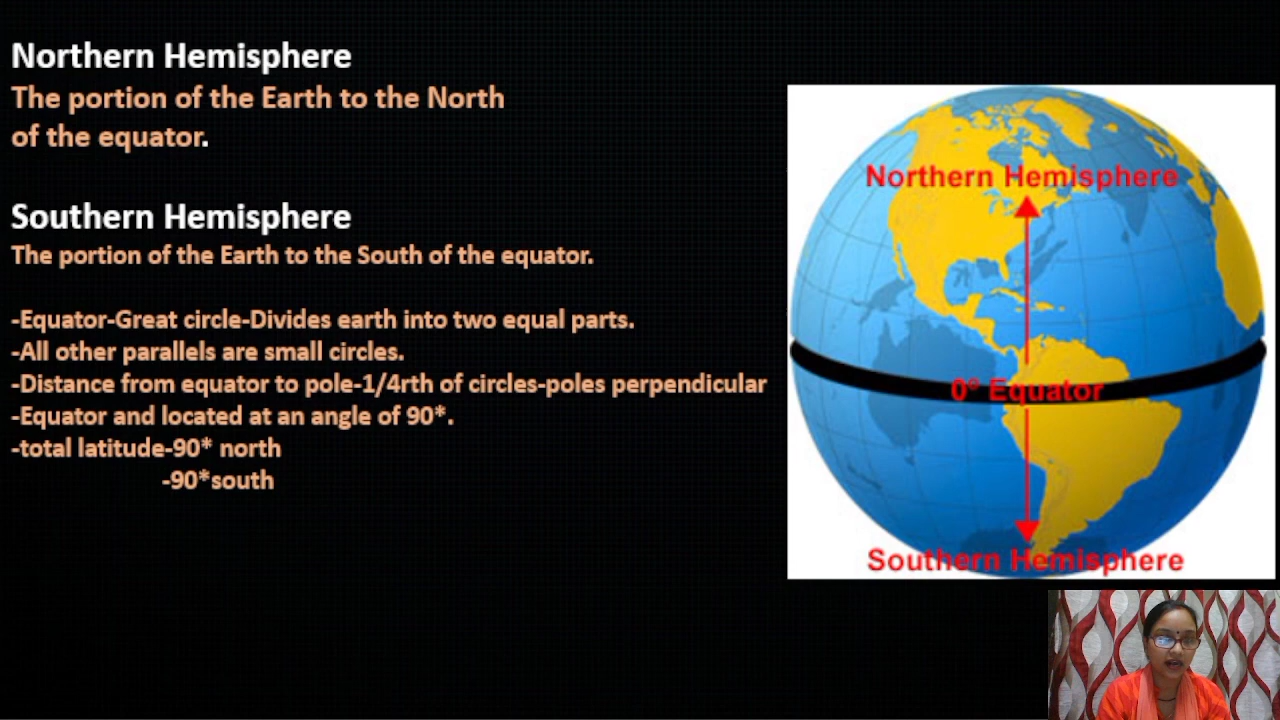 Northern Hemisphere
The portion of the Earth to the North
of the equator.
Southern Hemisphere
The portion of the Earth to the South of the equator.
-Equator-Great circle-Divides earth into two equal parts.
-All other parallels are small circles.
-Distance from equator to pole-1/4rth of circles-poles perpendicular
-Equator and located at an angle of 90*.
-total latitude-90* north
-90*south
Northern Hemisphere
0° Equator
Southern Hemisphere